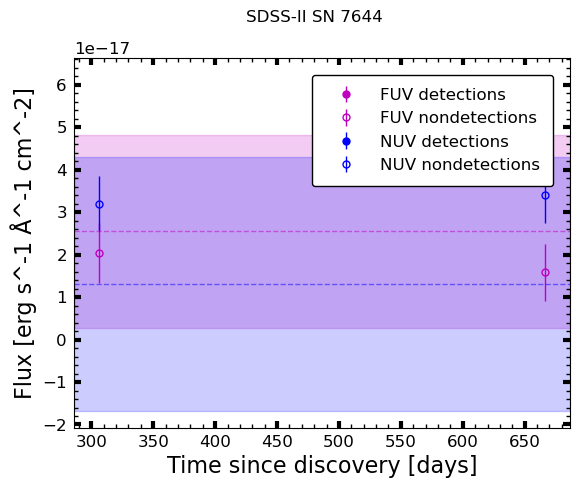 SDSS-II SN 7644
1e−17
FUV detections
FUV nondetections
NUV detections
NUV nondetections
6
5
4
3
2
1
0
−1
−2
Flux [erg s^-1 Å^-1 cm^-2]
300 350 400 450 500 550 600 650
Time since discovery [days]